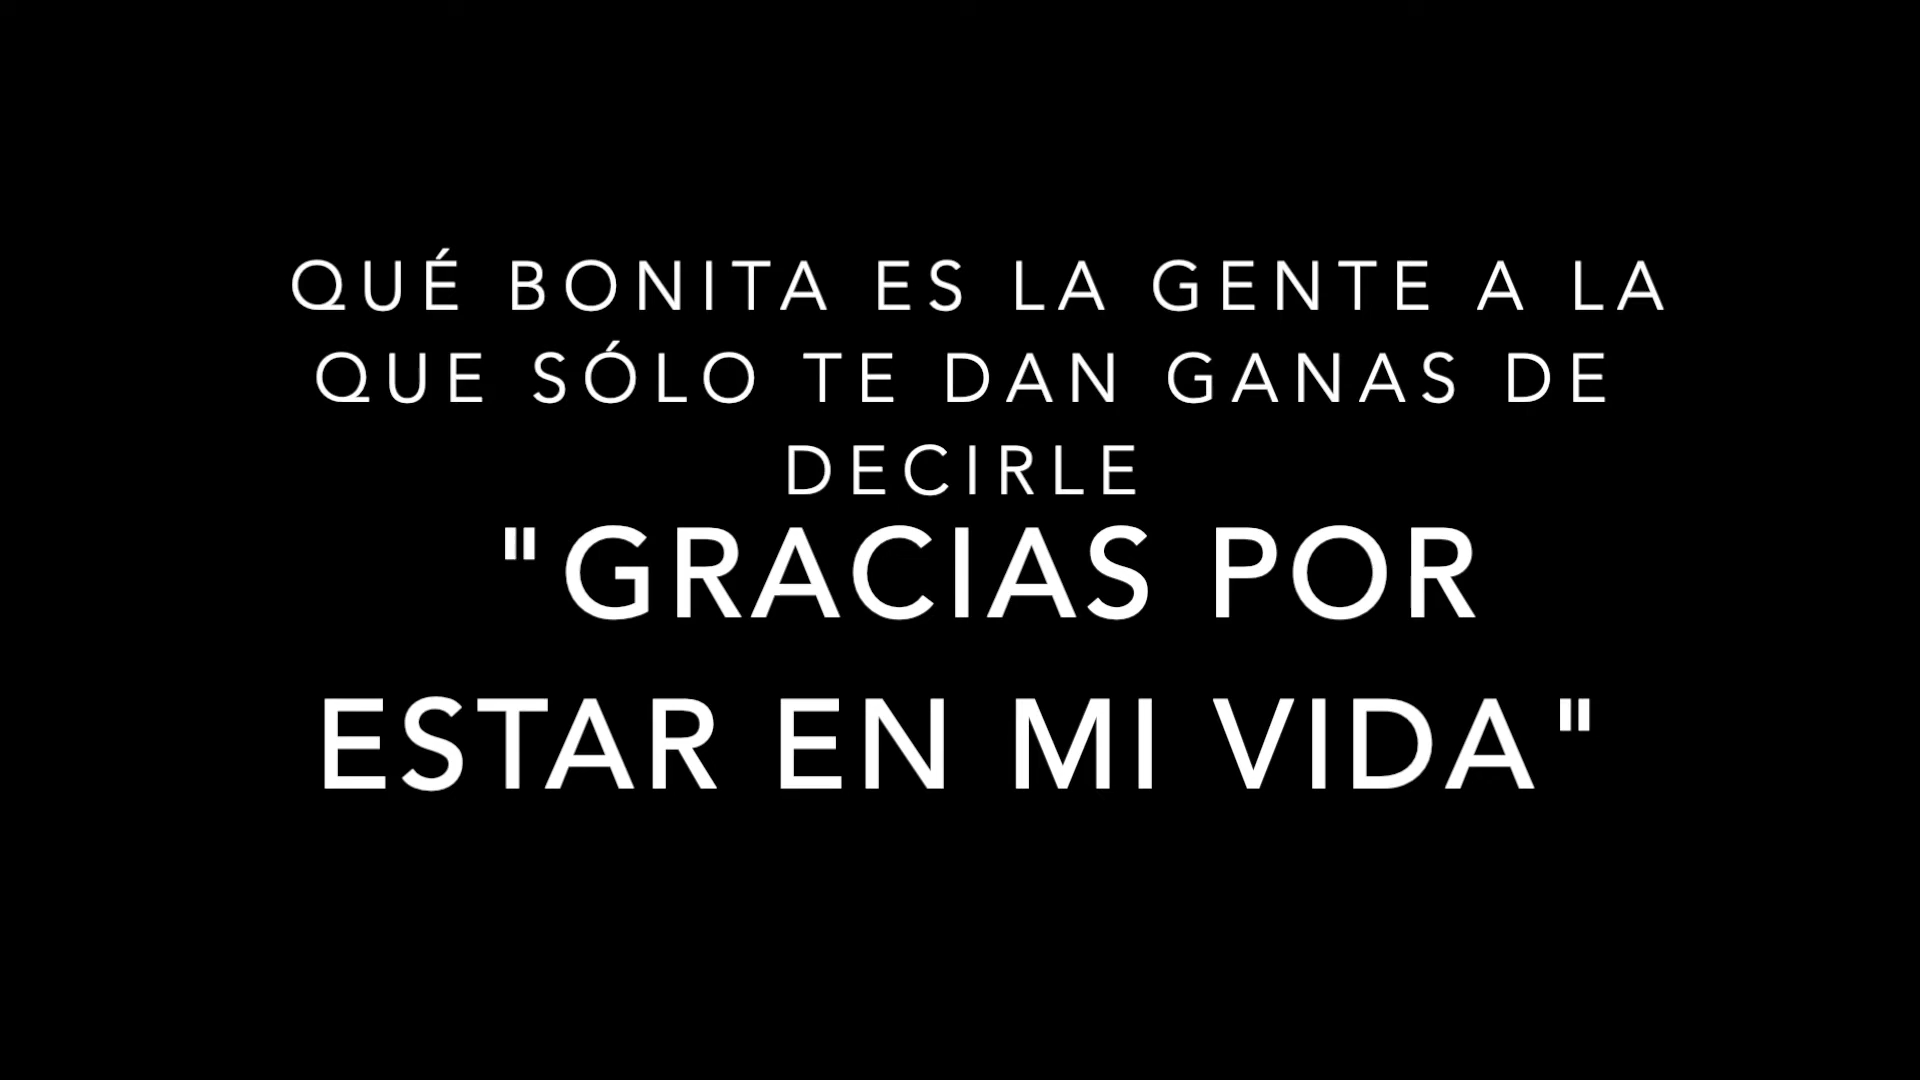 QUÉ BONITA ES LA GENTE A LA
QUE SÓLO TE DAN GANAS DE
DECIRLE
"GRACIAS POR
ESTAR EN MI VIDA"